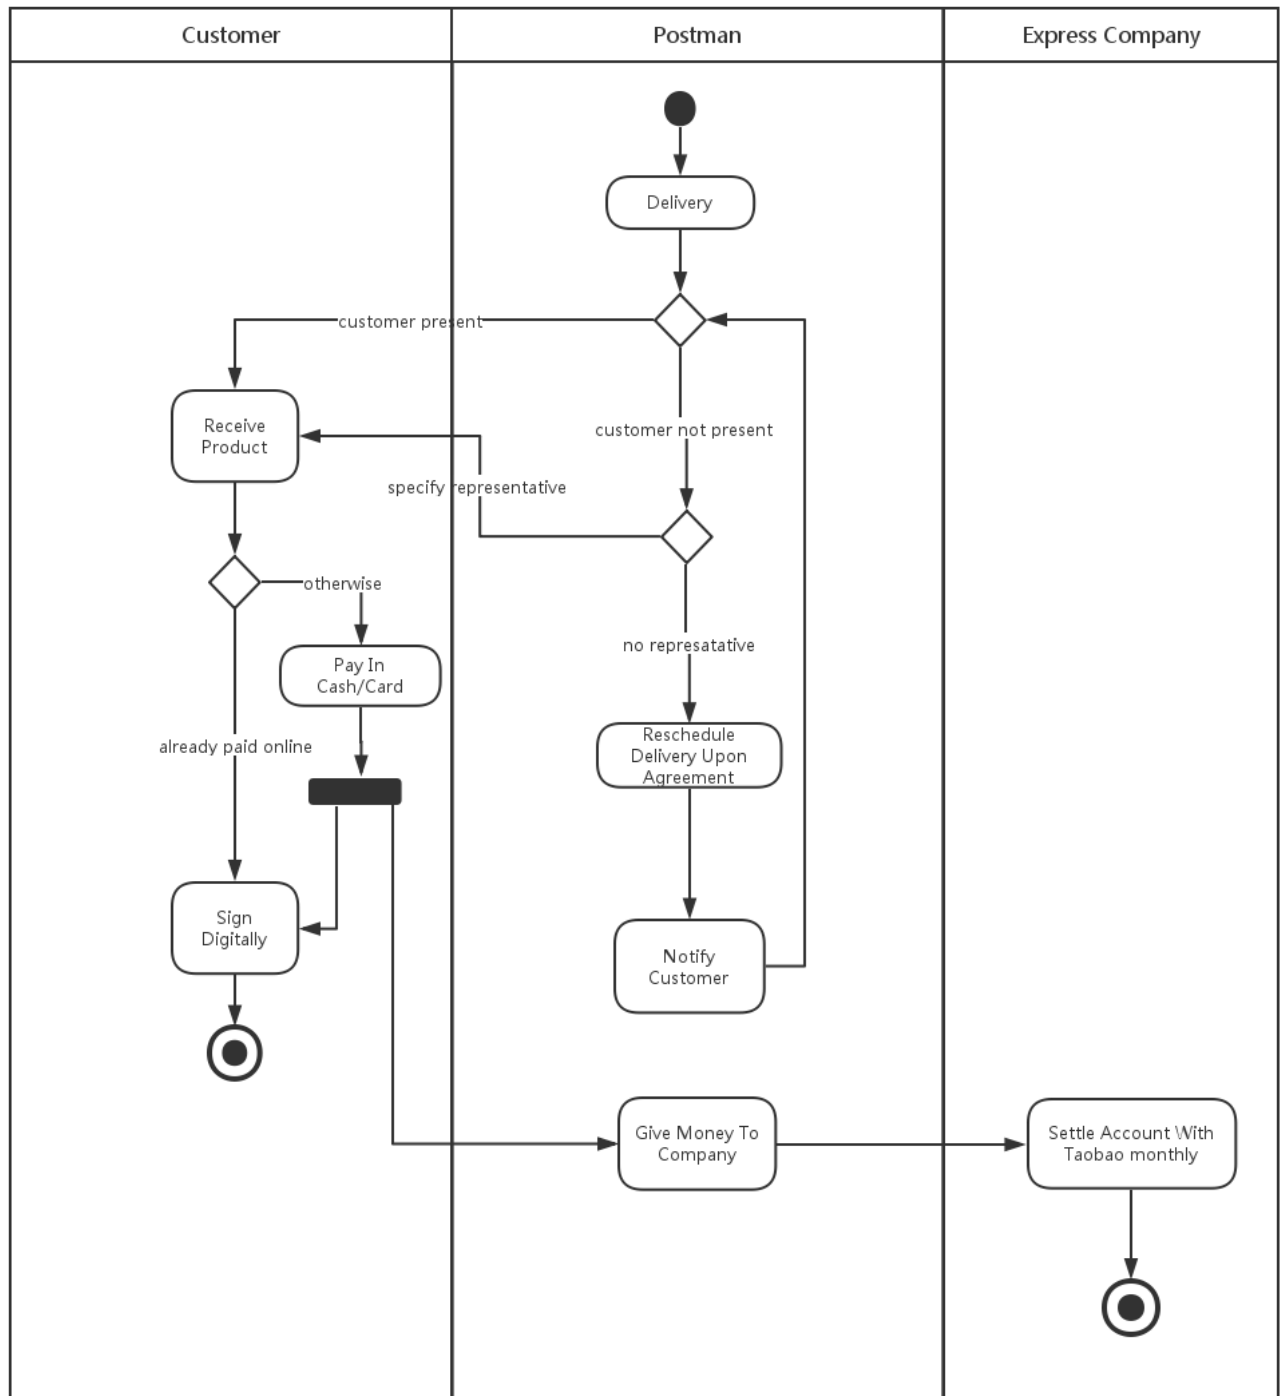 Customer
Postman
Express Company
Delivery
customer present
Receive
Product
customer not present
specify representative
otherwise
no represatative
Pay In
Cash/Card
already paid online
Reschedule
Delivery Upon
Agreement
Sign
Digitally
Notify
Customer
Give Money To
Company
Settle Account With
Taobao monthly